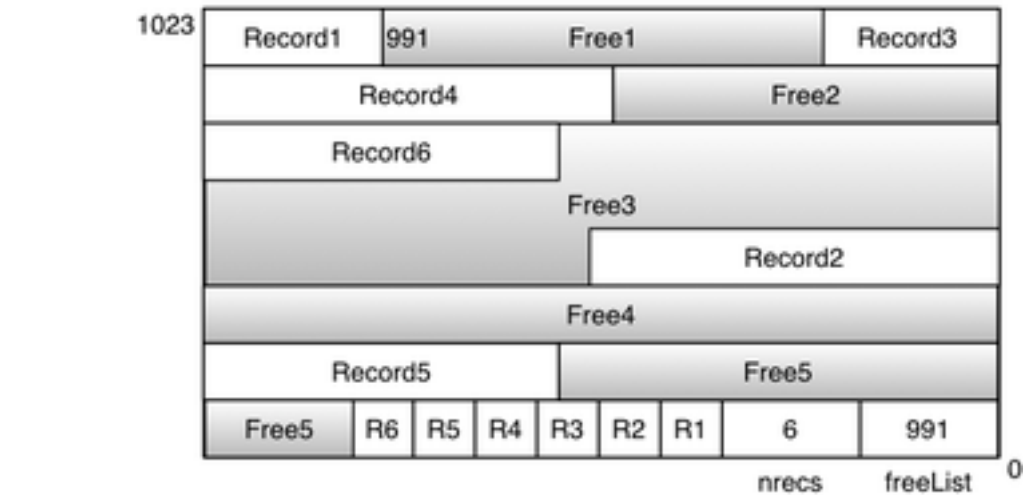 1023 Record1 991 Free1 Record3
Record4 Free2
Record6
Free3
Record2
Free4
Record5 Free5
Free5 R6 R5 R4 R3 R2 R1 6 991
nrecs freeList 0